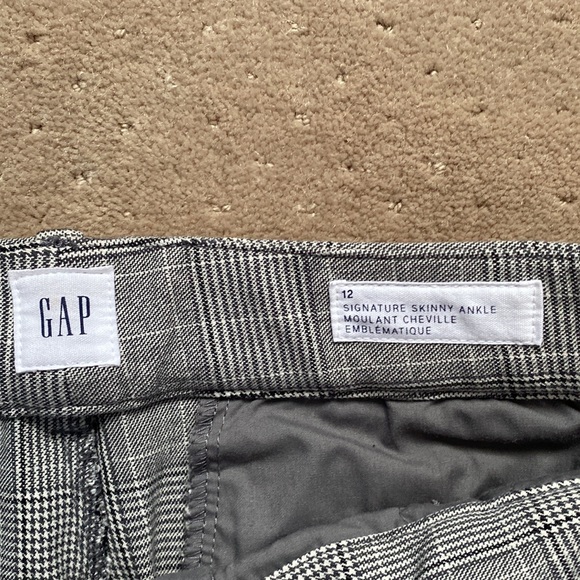 GAP
12
SIGNATURE SKINNY ANKLE
MOULANT CHEVILLE
EMBLÉMATIQUE